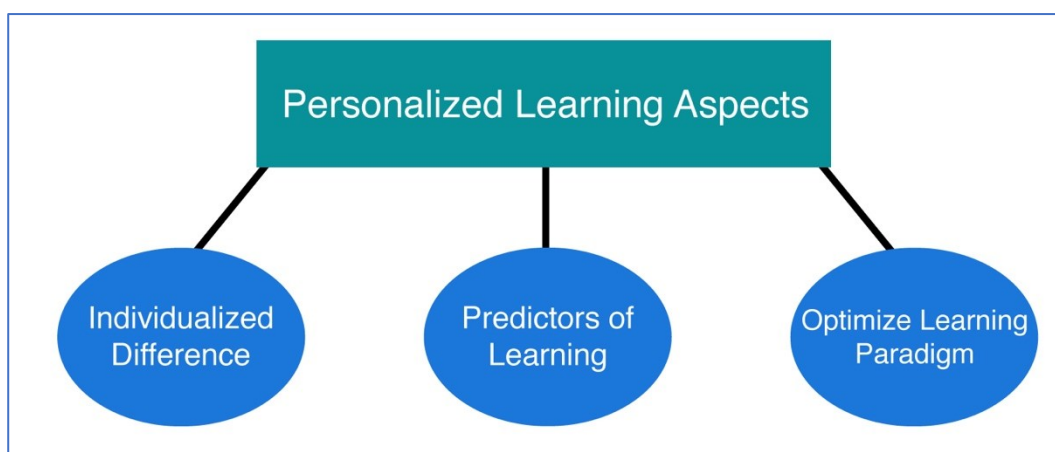 Personalized Learning Aspects
Individualized
Difference
Predictors of
Learning
Optimize Learning
Paradigm